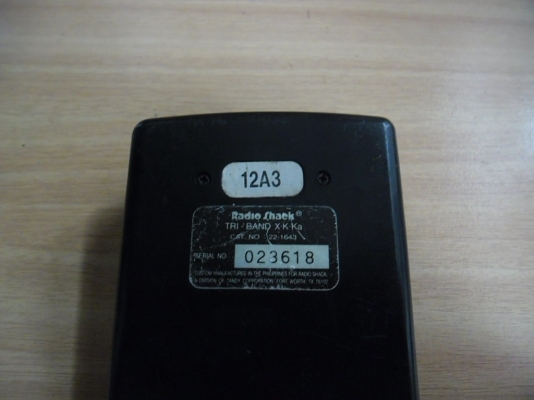 12A3
Radio Shack®
TRI-BAND X·K·Ka
CAT. NO. 22-1643
SERIAL NO. 023618
CUSTOM MANUFACTURED IN THE PHILIPPINES FOR RADIO SHACK
A DIVISION OF TANDY CORPORATION FORT WORTH, TX 76102